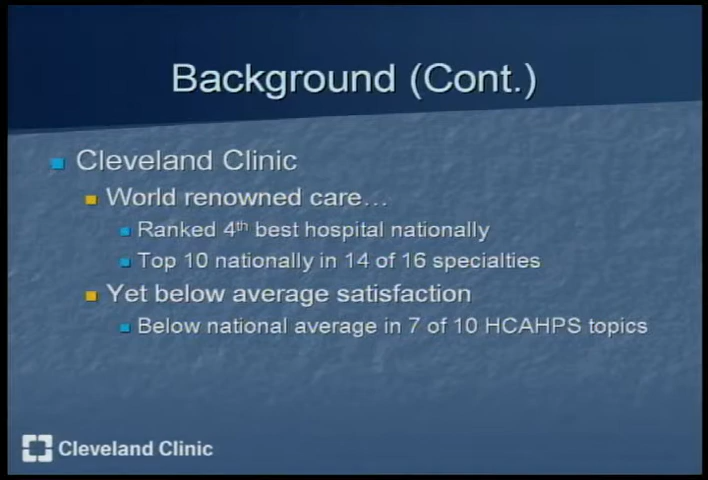 Background (Cont.)
Cleveland Clinic
World renowned care…
Ranked 4th best hospital nationally
Top 10 nationally in 14 of 16 specialties
Yet below average satisfaction
Below national average in 7 of 10 HCAHPS topics
Cleveland Clinic